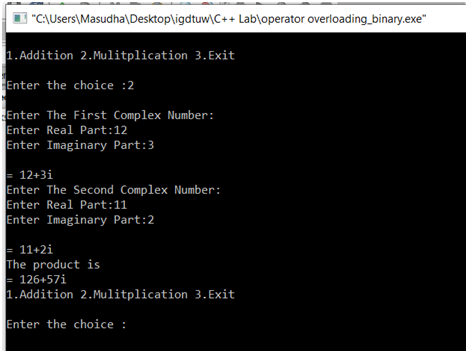 "C:\Users\Masudha\Desktop\igdtuw\C++ Lab\operator overloading_binary.exe"
1.Addition 2.Mulitplication 3.Exit
Enter the choice :2
Enter The First Complex Number:
Enter Real Part:12
Enter Imaginary Part:3
= 12+3i
Enter The Second Complex Number:
Enter Real Part:11
Enter Imaginary Part:2
= 11+2i
The product is
= 126+57i
1.Addition 2.Mulitplication 3.Exit
Enter the choice :